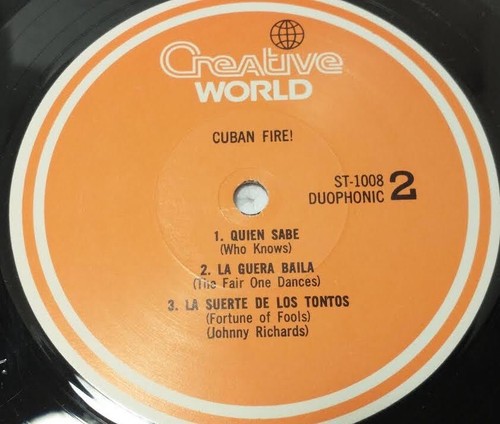 Creative
WORLD
CUBAN FIRE!
ST-1008
DUOPHONIC 2
1. QUIEN SABE
(Who Knows)
2. LA GUERA BAILA
(The Fair One Dances)
3. LA SUERTE DE LOS TONTOS
(Fortune of Fools)
(Johnny Richards)